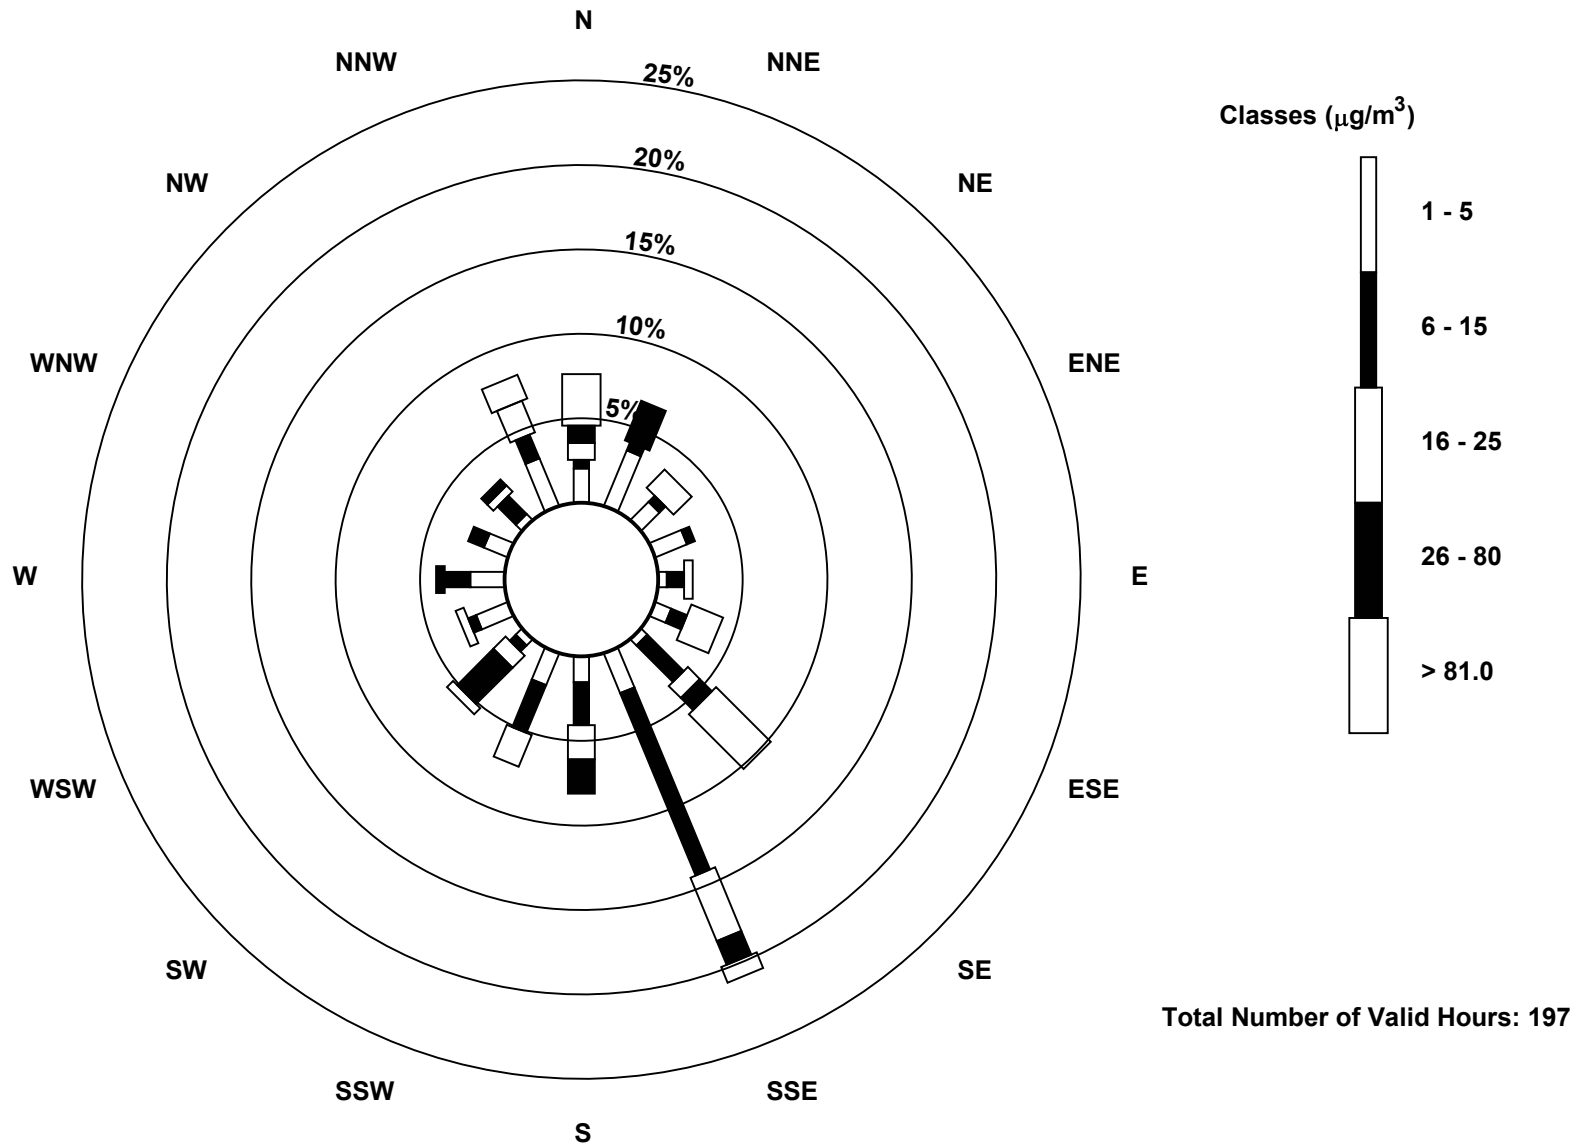 N
NNW
NNE
25%
Classes (μg/m³)
20%
NW
NE
1 - 5
15%
6 - 15
10%
WNW
ENE
5%
16 - 25
26 - 80
W
E
> 81.0
WSW
ESE
SW
SE
Total Number of Valid Hours: 197
SSW
SSE
S